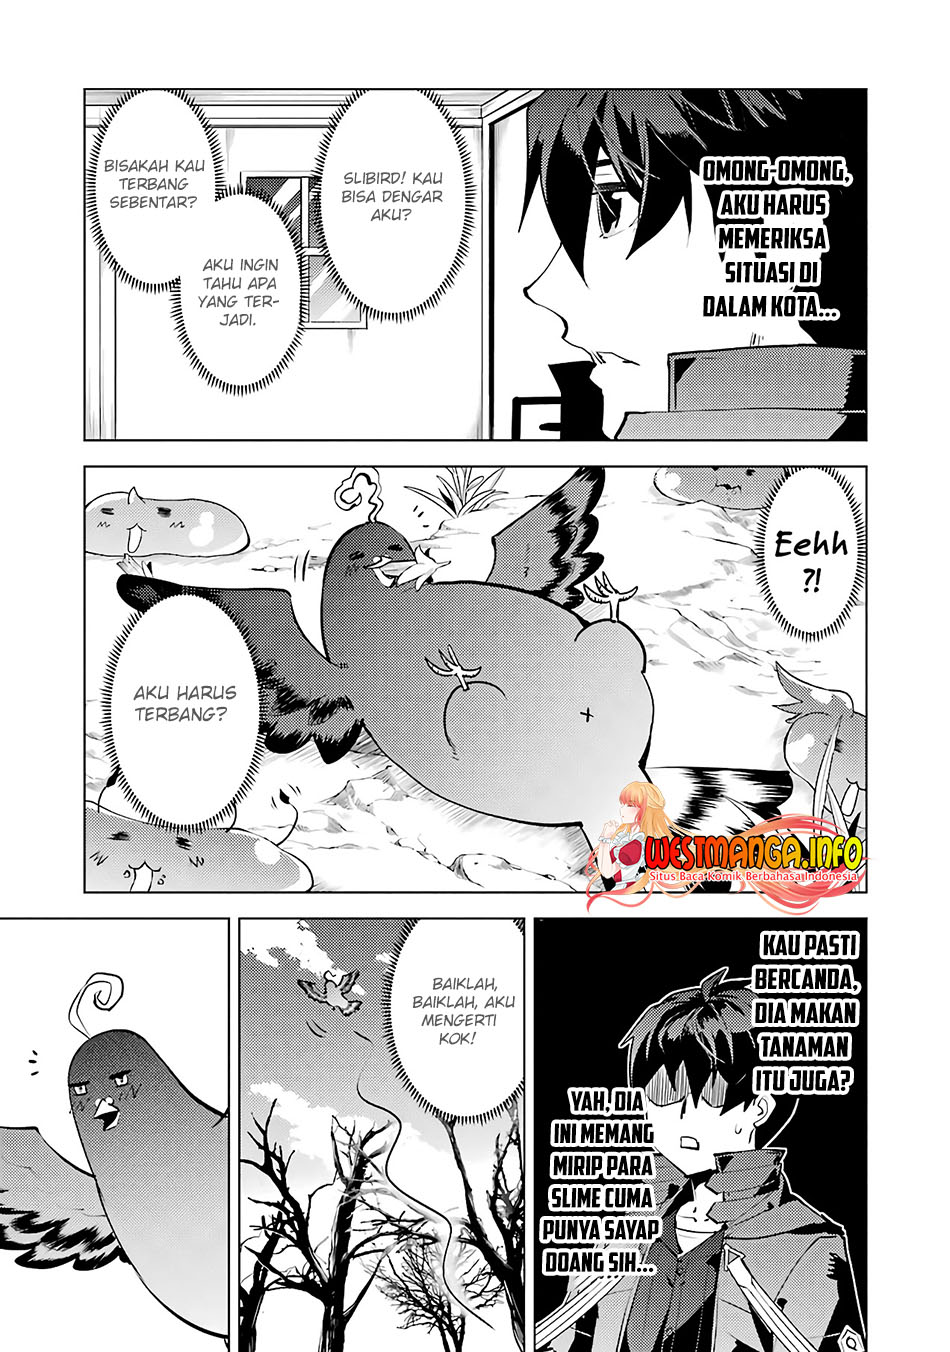 OMONG-OMONG,
AKU HARUS
MEMERIKSA
SITUASI DI
DALAM KOTA...
SLIBIRD! KAU
BISA DENGAR
AKU?
BISAKAH KAU
TERBANG
SEBENTAR?
AKU INGIN
TAHU APA
YANG TER-
JADI.
Eehh
?!
AKU HARUS
TERBANG?
WESTMANGA.INFO
Situs Baca Komik Berbahasa Indonesia
KAU PASTI
BERCANDA,
DIA MAKAN
TANAMAN
ITU JUGA?
YAH, DIA
INI MEMANG
MIRIP PARA
SLIME CUMA
PUNYA SAYAP
DOANG SIH...
BAIKLAH,
BAIKLAH, AKU
MENGERTI
KOK!